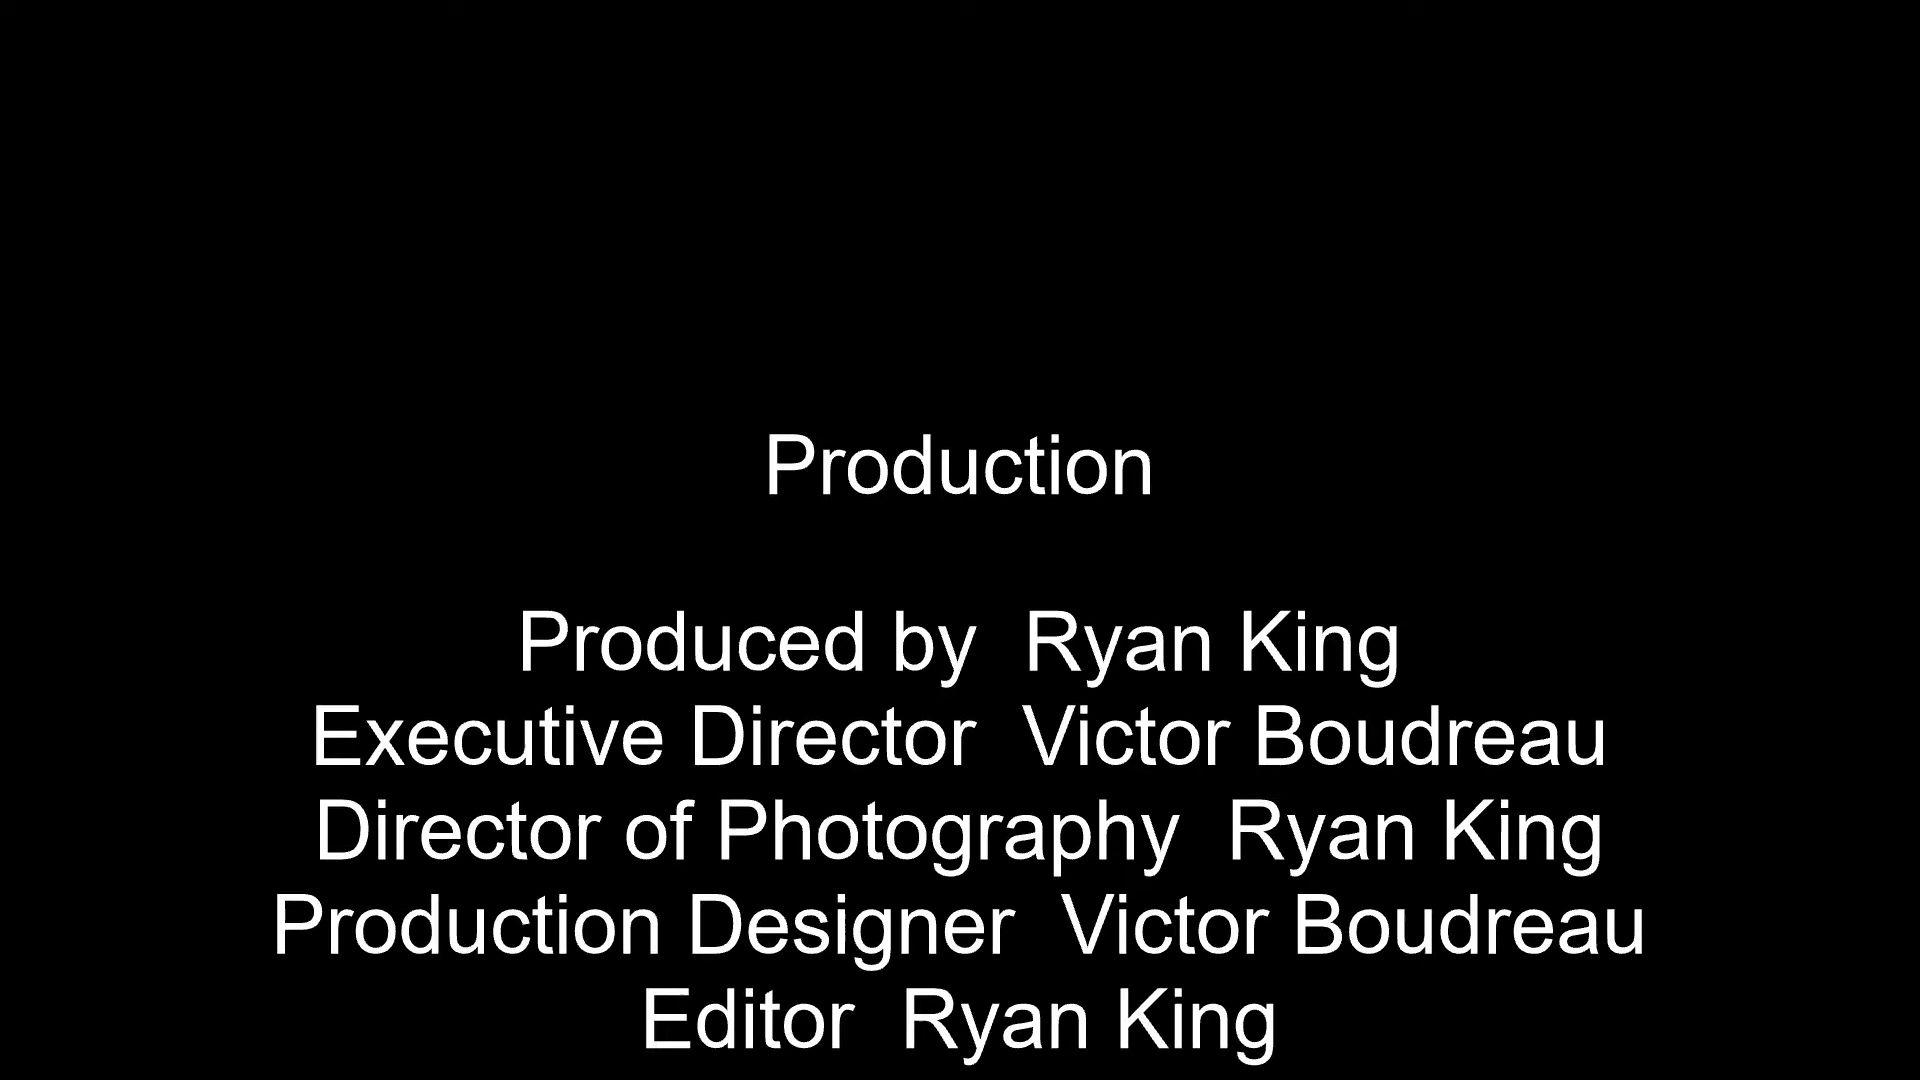 Production
Produced by  Ryan King
Executive Director  Victor Boudreau
Director of Photography  Ryan King
Production Designer  Victor Boudreau
Editor  Ryan King